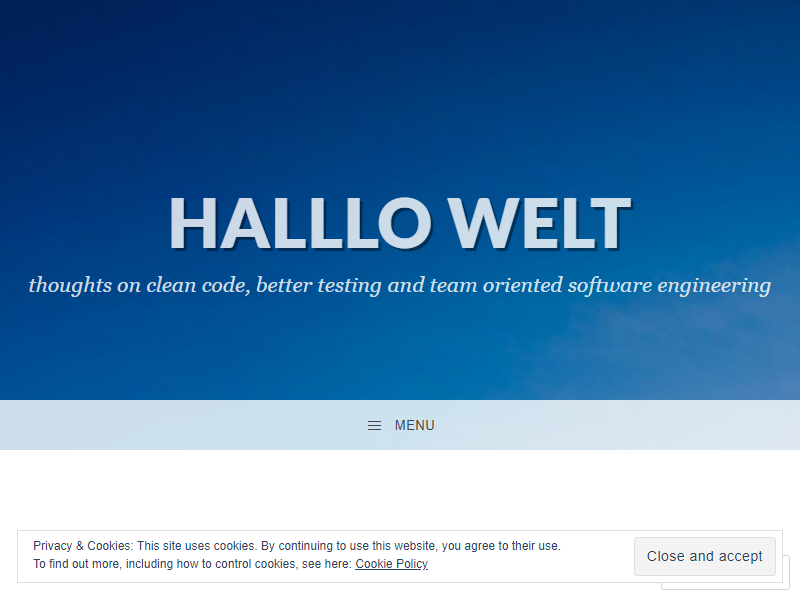 HALLLO WELT
thoughts on clean code, better testing and team oriented software engineering
MENU
Privacy & Cookies: This site uses cookies. By continuing to use this website, you agree to their use.
To find out more, including how to control cookies, see here: Cookie Policy
Close and accept